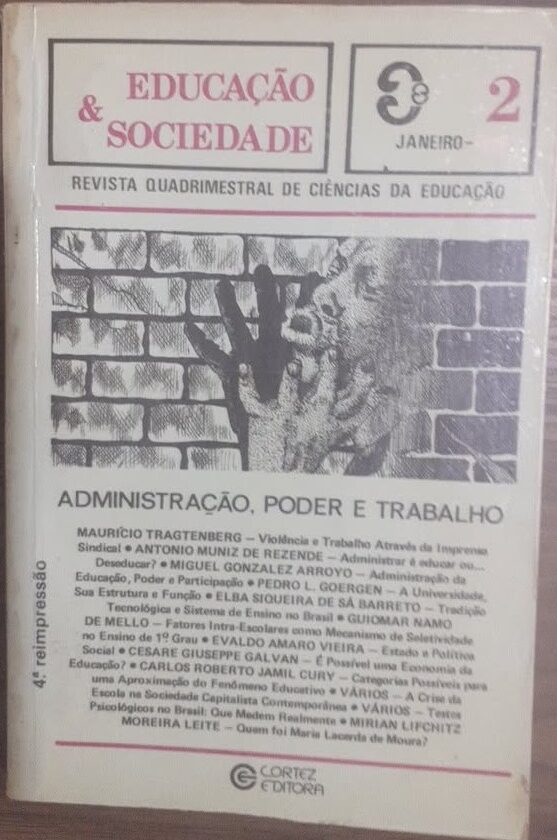 EDUCAÇÃO
& SOCIEDADE
2
JANEIRO-
REVISTA QUADRIMESTRAL DE CIÊNCIAS DA EDUCAÇÃO
ADMINISTRAÇÃO, PODER E TRABALHO
MAURÍCIO TRAGTENBERG — Violência e Trabalho Através da Imprensa
Sindical • ANTONIO MUNIZ DE REZENDE — Administrar é educar ou...
Deseducar? • MIGUEL GONZALEZ ARROYO — Administração da
Educação, Poder e Participação • PEDRO L. GOERGEN — A Universidade,
Sua Estrutura e Função • ELBA SIQUEIRA DE SÁ BARRETO — Tradição
Tecnológica e Sistema de Ensino no Brasil • GUIOMAR NAMO
DE MELLO — Fatores Intra-Escolares como Mecanismo de Seletividade
no Ensino de 1º Grau • EVALDO AMARO VIEIRA — Estado e Política
Social • CESARE GIUSEPPE GALVAN — É Possível uma Economia da
Educação? • CARLOS ROBERTO JAMIL CURY — Categorias Possíveis para
uma Aproximação do Fenômeno Educativo • VÁRIOS — A Crise da
Escola na Sociedade Capitalista Contemporânea • VÁRIOS — Testes
Psicológicos no Brasil: Que Medem Realmente • MIRIAN LIFCHITZ
MOREIRA LEITE — Quem foi Maria Lacerda de Moura?
4.ª reimpressão
CORTEZ
EDITORA